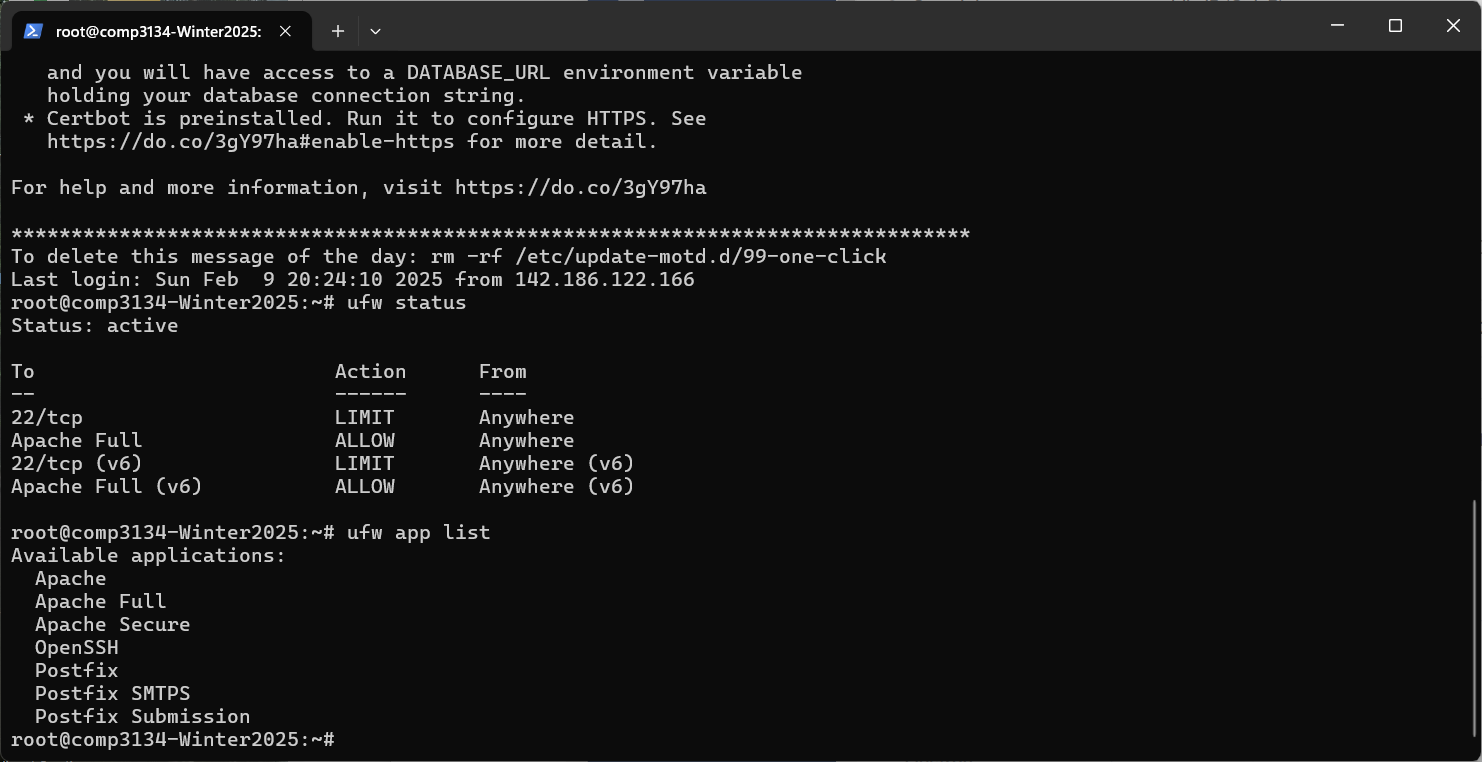 root@comp3134-Winter2025:
and you will have access to a DATABASE_URL environment variable
holding your database connection string.
* Certbot is preinstalled. Run it to configure HTTPS. See
https://do.co/3gY97ha#enable-https for more detail.
For help and more information, visit https://do.co/3gY97ha
********************************************************************************
To delete this message of the day: rm -rf /etc/update-motd.d/99-one-click
Last login: Sun Feb  9 20:24:10 2025 from 142.186.122.166
root@comp3134-Winter2025:~# ufw status
Status: active
To                         Action      From
--                         ------      ----
22/tcp                     LIMIT       Anywhere
Apache Full                ALLOW       Anywhere
22/tcp (v6)                LIMIT       Anywhere (v6)
Apache Full (v6)           ALLOW       Anywhere (v6)
root@comp3134-Winter2025:~# ufw app list
Available applications:
  Apache
  Apache Full
  Apache Secure
  OpenSSH
  Postfix
  Postfix SMTPS
  Postfix Submission
root@comp3134-Winter2025:~#